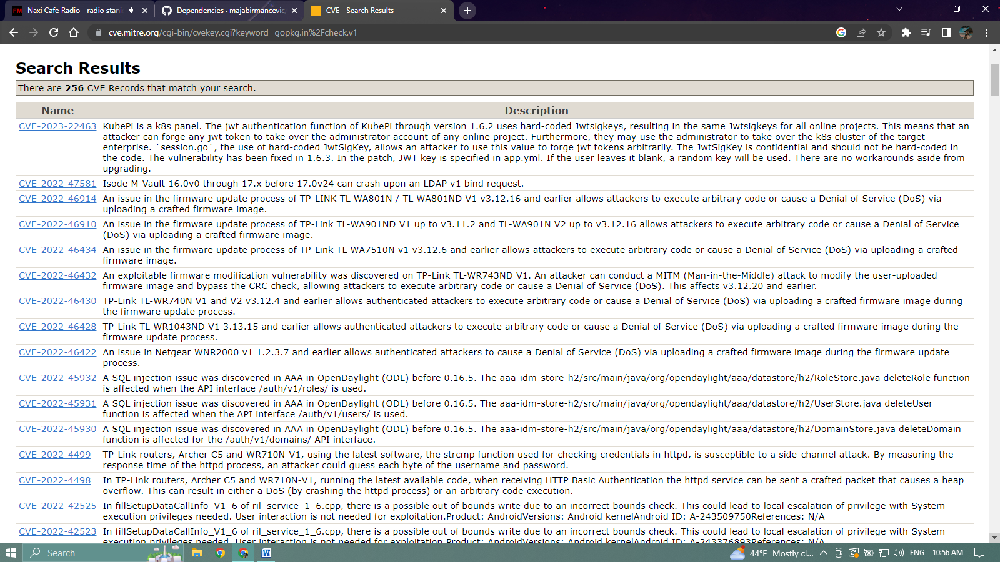 Naxi Cafe Radio - radio stani
Dependencies · majabirmancevic
CVE - Search Results
cve.mitre.org/cgi-bin/cvekey.cgi?keyword=gopkg.in%2Fcheck.v1
Search Results
There are 256 CVE Records that match your search.
Name Description
CVE-2023-22463 KubePi is a k8s panel. The jwt authentication function of KubePi through version 1.6.2 uses hard-coded Jwtsigkeys, resulting in the same Jwtsigkeys for all online projects. This means that an
attacker can forge any jwt token to take over the administrator account of any online project. Furthermore, they may use the administrator to take over the k8s cluster of the target
enterprise. `session.go`, the use of hard-coded JwtSigKey, allows an attacker to use this value to forge jwt tokens arbitrarily. The JwtSigKey is confidential and should not be hard-coded in
the code. The vulnerability has been fixed in 1.6.3. In the patch, JWT key is specified in app.yml. If the user leaves it blank, a random key will be used. There are no workarounds aside from
upgrading.
CVE-2022-47581 Isode M-Vault 16.0v0 through 17.x before 17.0v24 can crash upon an LDAP v1 bind request.
CVE-2022-46914 An issue in the firmware update process of TP-LINK TL-WA801N / TL-WA801ND V1 v3.12.16 and earlier allows attackers to execute arbitrary code or cause a Denial of Service (DoS) via
uploading a crafted firmware image.
CVE-2022-46910 An issue in the firmware update process of TP-Link TL-WA901ND V1 up to v3.11.2 and TL-WA901N V2 up to v3.12.16 allows attackers to execute arbitrary code or cause a Denial of Service
(DoS) via uploading a crafted firmware image.
CVE-2022-46434 An issue in the firmware update process of TP-Link TL-WA7510N v1 v3.12.6 and earlier allows attackers to execute arbitrary code or cause a Denial of Service (DoS) via uploading a crafted
firmware image.
CVE-2022-46432 An exploitable firmware modification vulnerability was discovered on TP-Link TL-WR743ND V1. An attacker can conduct a MITM (Man-in-the-Middle) attack to modify the user-uploaded
firmware image and bypass the CRC check, allowing attackers to execute arbitrary code or cause a Denial of Service (DoS). This affects v3.12.20 and earlier.
CVE-2022-46430 TP-Link TL-WR740N V1 and V2 v3.12.4 and earlier allows authenticated attackers to execute arbitrary code or cause a Denial of Service (DoS) via uploading a crafted firmware image during
the firmware update process.
CVE-2022-46428 TP-Link TL-WR1043ND V1 3.13.15 and earlier allows authenticated attackers to execute arbitrary code or cause a Denial of Service (DoS) via uploading a crafted firmware image during the
firmware update process.
CVE-2022-46422 An issue in Netgear WNR2000 v1 1.2.3.7 and earlier allows authenticated attackers to cause a Denial of Service (DoS) via uploading a crafted firmware image during the firmware update
process.
CVE-2022-45932 A SQL injection issue was discovered in AAA in OpenDaylight (ODL) before 0.16.5. The aaa-idm-store-h2/src/main/java/org/opendaylight/aaa/datastore/h2/RoleStore.java deleteRole function
is affected when the API interface /auth/v1/roles/ is used.
CVE-2022-45931 A SQL injection issue was discovered in AAA in OpenDaylight (ODL) before 0.16.5. The aaa-idm-store-h2/src/main/java/org/opendaylight/aaa/datastore/h2/UserStore.java deleteUser
function is affected when the API interface /auth/v1/users/ is used.
CVE-2022-45930 A SQL injection issue was discovered in AAA in OpenDaylight (ODL) before 0.16.5. The aaa-idm-store-h2/src/main/java/org/opendaylight/aaa/datastore/h2/DomainStore.java deleteDomain
function is affected for the /auth/v1/domains/ API interface.
CVE-2022-4499 TP-Link routers, Archer C5 and WR710N-V1, using the latest software, the strcmp function used for checking credentials in httpd, is susceptible to a side-channel attack. By measuring the
response time of the httpd process, an attacker could guess each byte of the username and password.
CVE-2022-4498 In TP-Link routers, Archer C5 and WR710N-V1, running the latest available code, when receiving HTTP Basic Authentication the httpd service can be sent a crafted packet that causes a heap
overflow. This can result in either a DoS (by crashing the httpd process) or an arbitrary code execution.
CVE-2022-42525 In fillSetupDataCallInfo_V1_6 of ril_service_1_6.cpp, there is a possible out of bounds write due to an incorrect bounds check. This could lead to local escalation of privilege with System
execution privileges needed. User interaction is not needed for exploitation.Product: AndroidVersions: Android kernelAndroid ID: A-243509750References: N/A
CVE-2022-42523 In fillSetupDataCallInfo_V1_6 of ril_service_1_6.cpp, there is a possible out of bounds write due to an incorrect bounds check. This could lead to local escalation of privilege with System
execution privileges needed. User interaction is not needed for exploitation.Product: AndroidVersions: Android kernelAndroid ID: A-243376893References: N/A
Search
44°F Mostly cl... ENG 10:56 AM